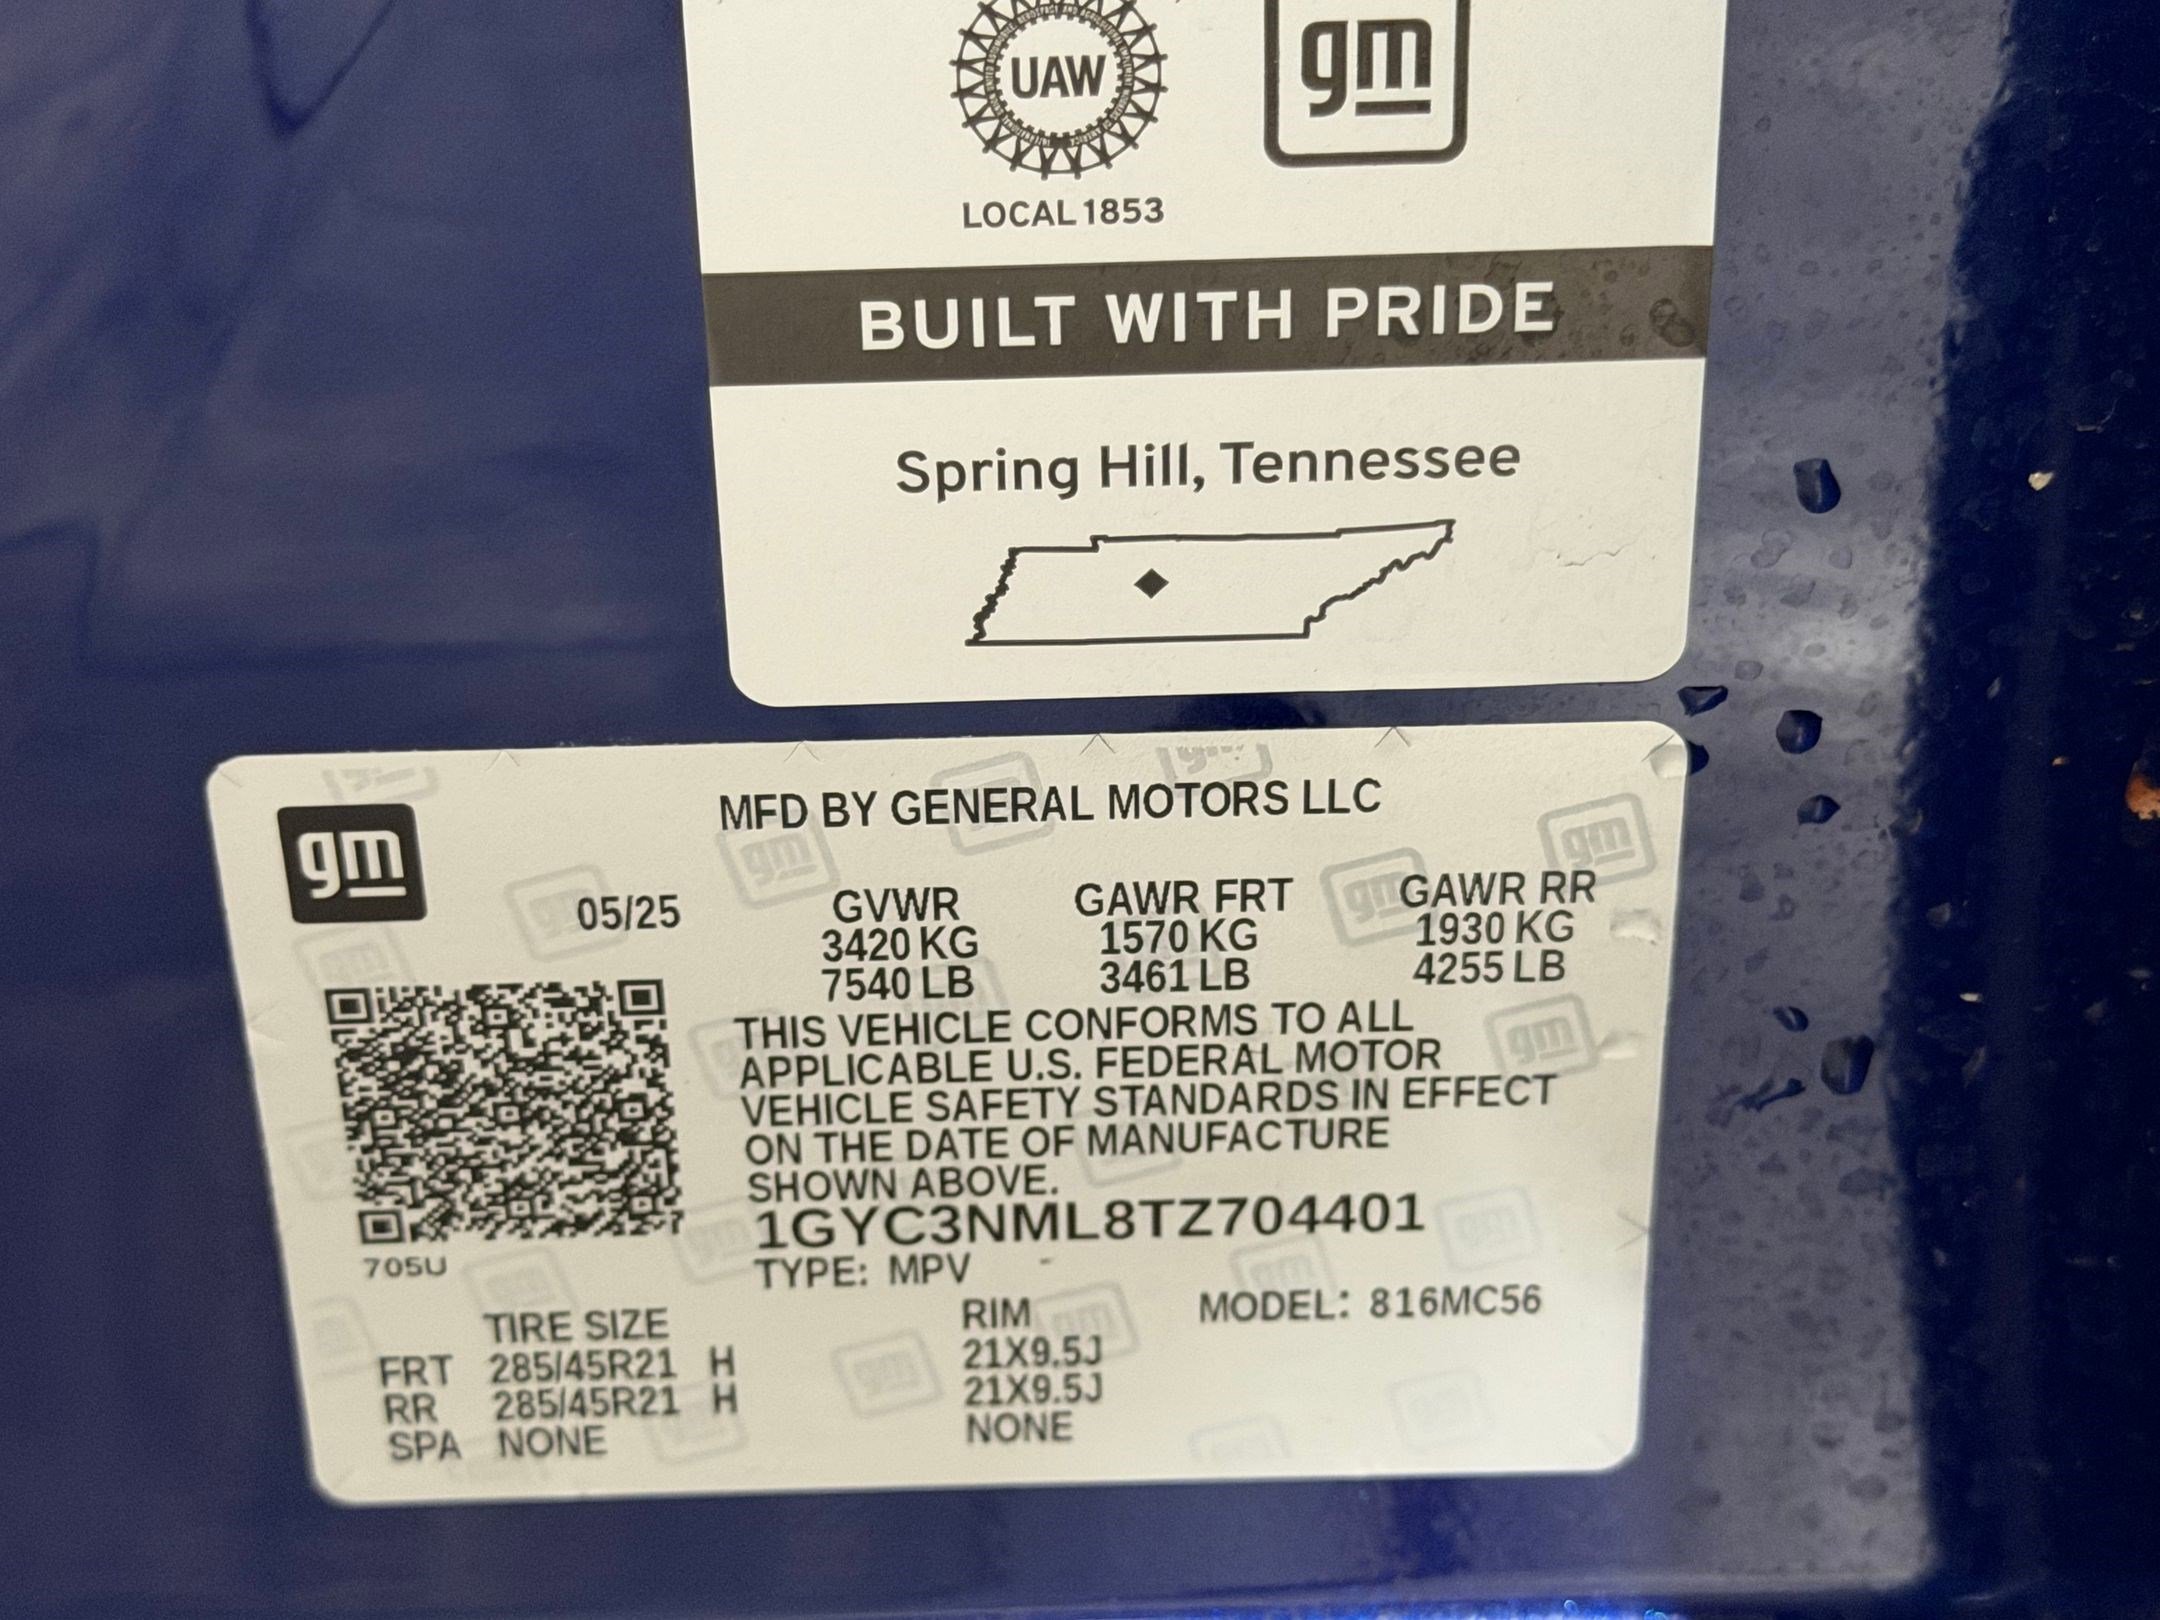 UAW
gm
LOCAL 1853
BUILT WITH PRIDE
Spring Hill, Tennessee
gm
MFD BY GENERAL MOTORS LLC
05/25
GVWR GAWR FRT GAWR RR
3420 KG 1570 KG 1930 KG
7540 LB 3461 LB 4255 LB
THIS VEHICLE CONFORMS TO ALL
APPLICABLE U.S. FEDERAL MOTOR
VEHICLE SAFETY STANDARDS IN EFFECT
ON THE DATE OF MANUFACTURE
SHOWN ABOVE.
1GYC3NML8TZ704401
705U
TYPE: MPV
TIRE SIZE RIM MODEL: 816MC56
FRT 285/45R21 H 21X9.5J
RR 285/45R21 H 21X9.5J
SPA NONE NONE